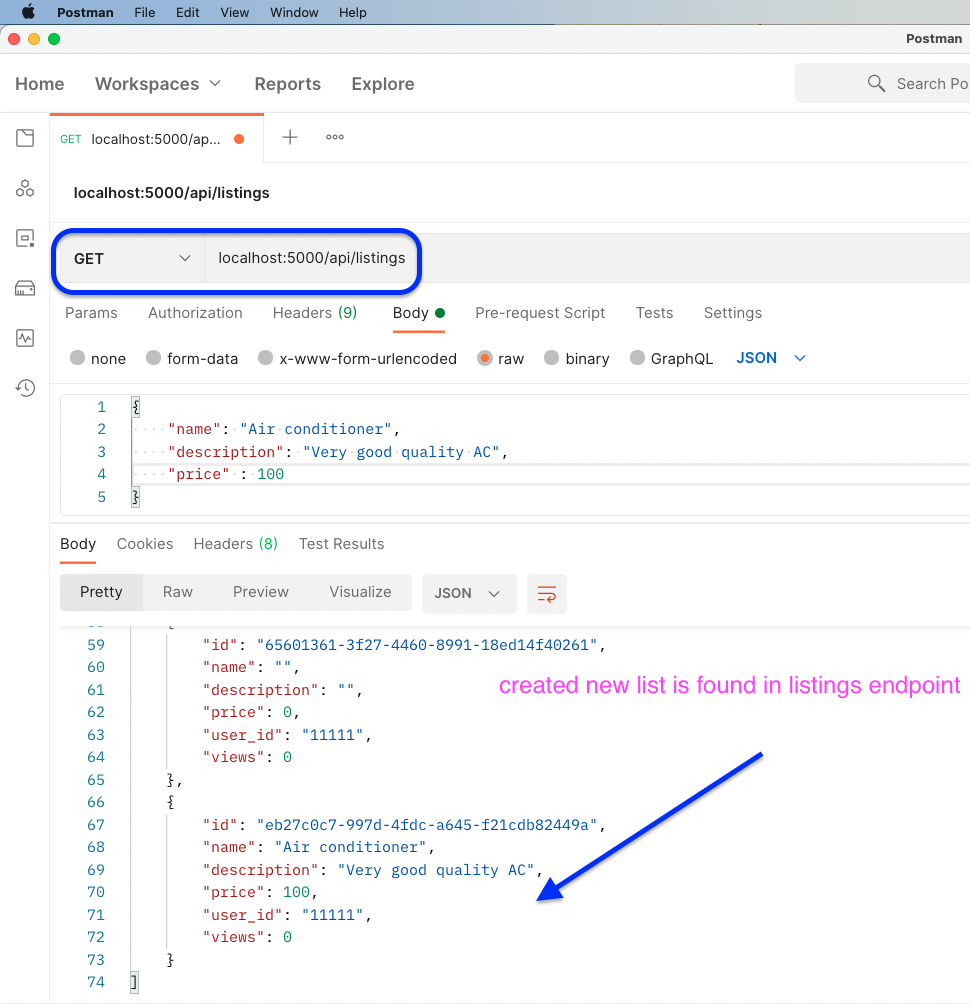 Postman File Edit View Window Help
Postman
Home Workspaces Reports Explore Search Po
GET localhost:5000/ap...
localhost:5000/api/listings
GET localhost:5000/api/listings
Params Authorization Headers (9) Body Pre-request Script Tests Settings
none form-data x-www-form-urlencoded raw binary GraphQL JSON
1 {
2 "name": "Air conditioner",
3 "description": "Very good quality AC",
4 "price" : 100
5 }
Body Cookies Headers (8) Test Results
Pretty Raw Preview Visualize JSON
59 "id": "65601361-3f27-4460-8991-18ed14f40261",
60 "name": "",
61 "description": "",
created new list is found in listings endpoint
62 "price": 0,
63 "user_id": "11111",
64 "views": 0
65 },
66 {
67 "id": "eb27c0c7-997d-4fdc-a645-f21cdb82449a",
68 "name": "Air conditioner",
69 "description": "Very good quality AC",
70 "price": 100,
71 "user_id": "11111",
72 "views": 0
73 }
74 ]